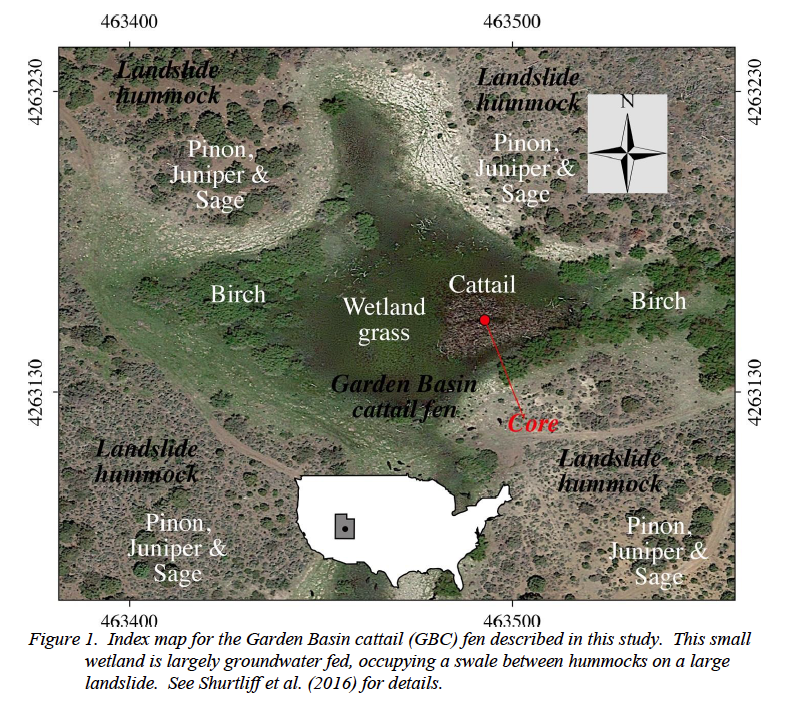 463400
463500
4263230
4263230
Landslide
hummock
Landslide
hummock
N
Pinon,
Juniper &
Sage
Pinon,
Juniper &
Sage
Birch
Cattail
Birch
Wetland
grass
4263130
4263130
Garden Basin
cattail fen
Core
Landslide
hummock
Landslide
hummock
Pinon,
Juniper &
Sage
Pinon,
Juniper &
Sage
463400
463500
Figure 1. Index map for the Garden Basin cattail (GBC) fen described in this study. This small
wetland is largely groundwater fed, occupying a swale between hummocks on a large
landslide. See Shurtliff et al. (2016) for details.